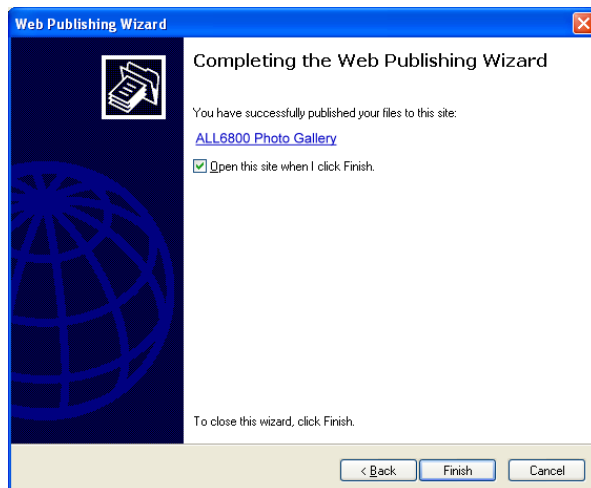 Web Publishing Wizard
Completing the Web Publishing Wizard
You have successfully published your files to this site:
ALL6800 Photo Gallery
Open this site when I click Finish.
To close this wizard, click Finish.
< Back Finish Cancel